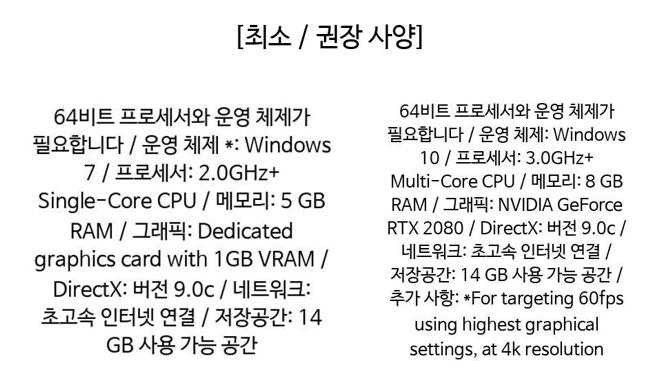 [최소 / 권장 사양]
64비트 프로세서와 운영 체제가
필요합니다 / 운영 체제 *: Windows
7 / 프로세서: 2.0GHz+
Single-Core CPU / 메모리: 5 GB
RAM / 그래픽: Dedicated
graphics card with 1GB VRAM /
DirectX: 버전 9.0c / 네트워크:
초고속 인터넷 연결 / 저장공간: 14
GB 사용 가능 공간
64비트 프로세서와 운영 체제가
필요합니다 / 운영 체제: Windows
10 / 프로세서: 3.0GHz+
Multi-Core CPU / 메모리: 8 GB
RAM / 그래픽: NVIDIA GeForce
RTX 2080 / DirectX: 버전 9.0c /
네트워크: 초고속 인터넷 연결 /
저장공간: 14 GB 사용 가능 공간 /
추가 사항: *For targeting 60fps
using highest graphical
settings, at 4k resolution